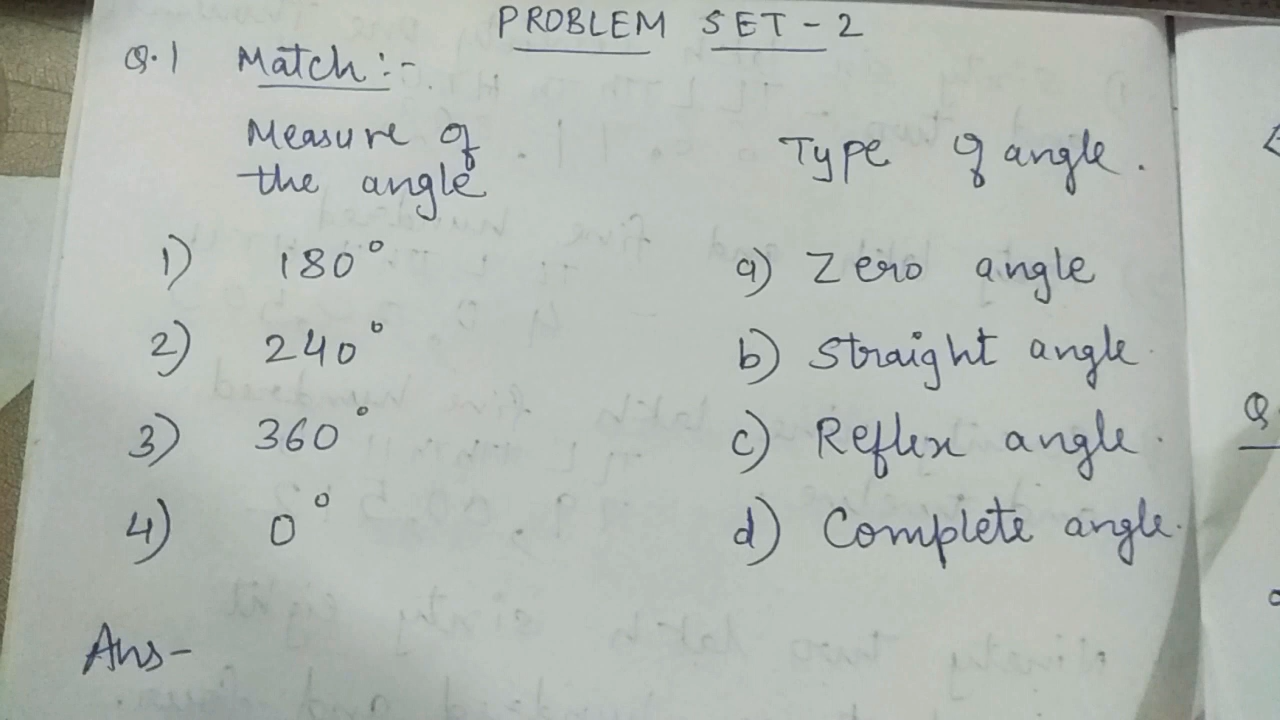 PROBLEM SET - 2
Q.1 Match :-
Measure of
the angle
Type of angle.
1) 180° a) Zero angle
2) 240° b) Straight angle.
3) 360° c) Reflex angle.
4) 0° d) Complete angle.
Ans-
Q